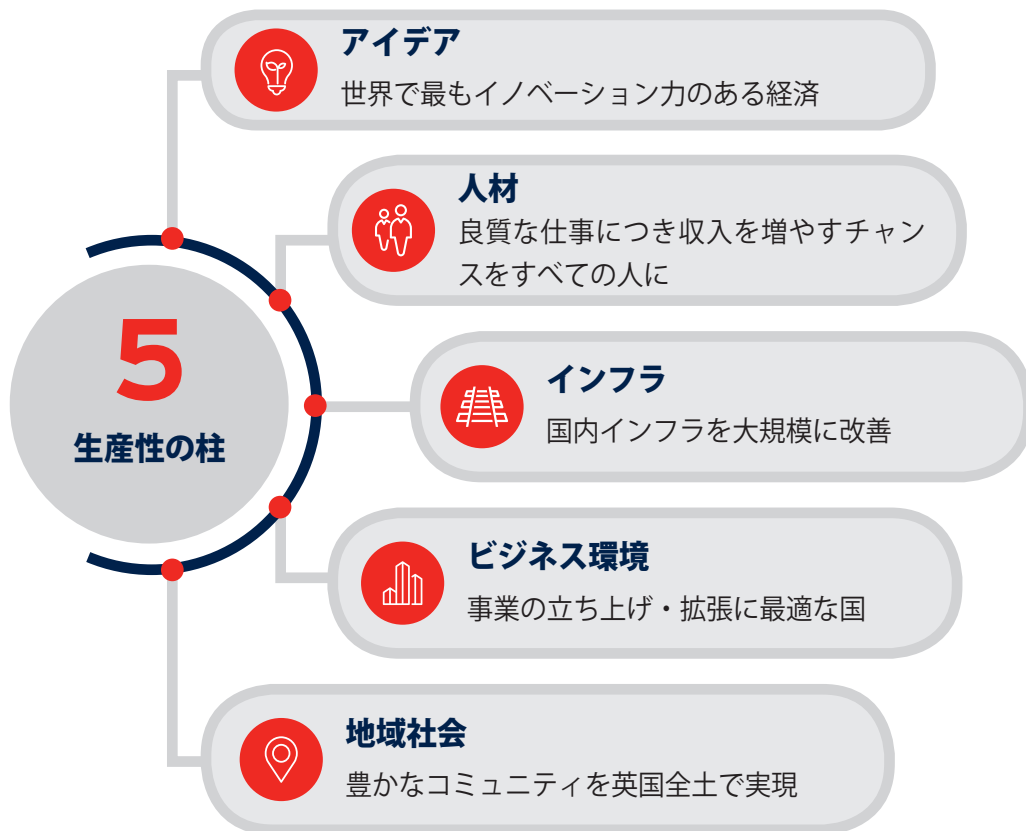 アイデア
世界で最もイノベーション力のある経済
人材
良質な仕事につき収入を増やすチャン
スをすべての人に
5
生産性の柱
インフラ
国内インフラを大規模に改善
ビジネス環境
事業の立ち上げ・拡張に最適な国
地域社会
豊かなコミュニティを英国全土で実現